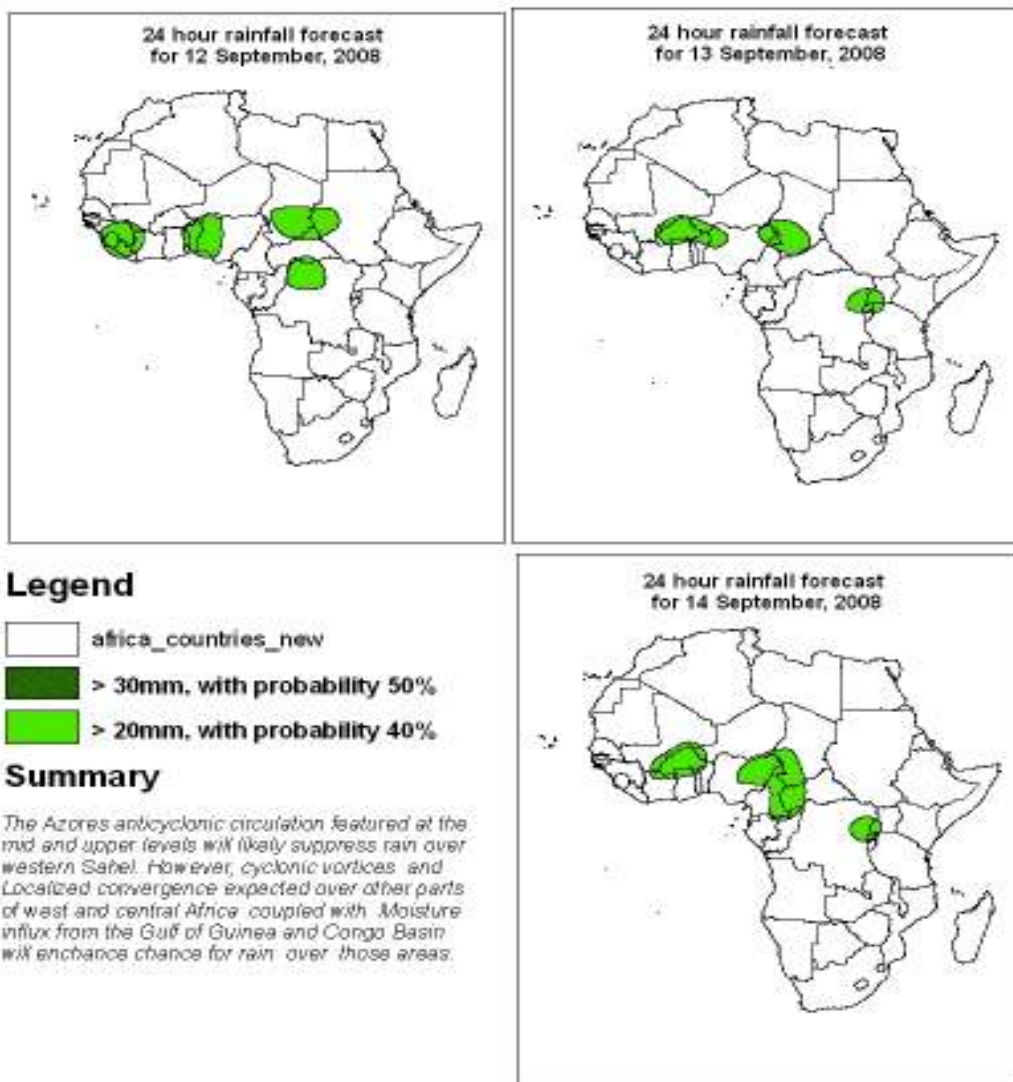 24 hour rainfall forecast
for 12 September, 2008
24 hour rainfall forecast
for 13 September, 2008
Legend
africa_countries_new
> 30mm, with probability 50%
> 20mm, with probability 40%
Summary
The Azores anticyclonic circulation featured at the
mid and upper levels will likely suppress rain over
western Sahel. However, cyclonic vortices and
Localized convergence expected over other parts
of west and central Africa coupled with Moisture
influx from the Gulf of Guinea and Congo Basin
will enchance chance for rain over those areas.
24 hour rainfall forecast
for 14 September, 2008